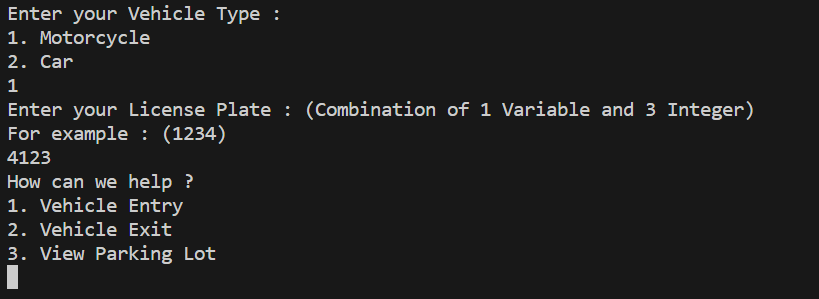 Enter your Vehicle Type :
1. Motorcycle
2. Car
1
Enter your License Plate : (Combination of 1 Variable and 3 Integer)
For example : (1234)
4123
How can we help ?
1. Vehicle Entry
2. Vehicle Exit
3. View Parking Lot